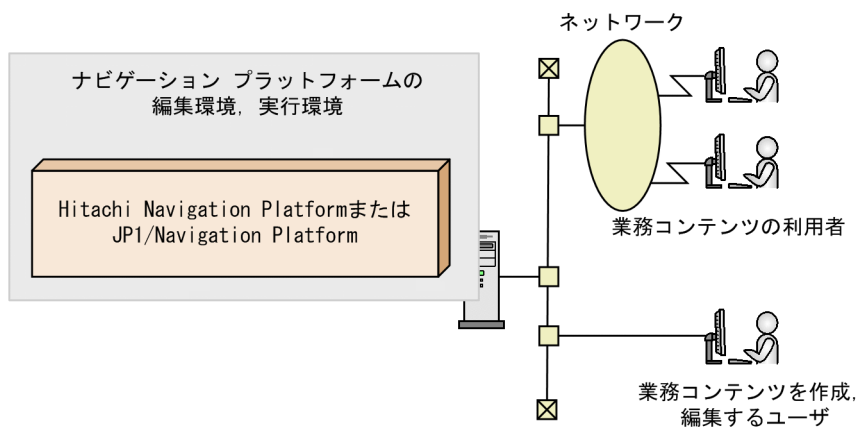 ネットワーク
ナビゲーション プラットフォームの
編集環境，実行環境
Hitachi Navigation Platformまたは
JP1/Navigation Platform
業務コンテンツの利用者
業務コンテンツを作成，
編集するユーザ